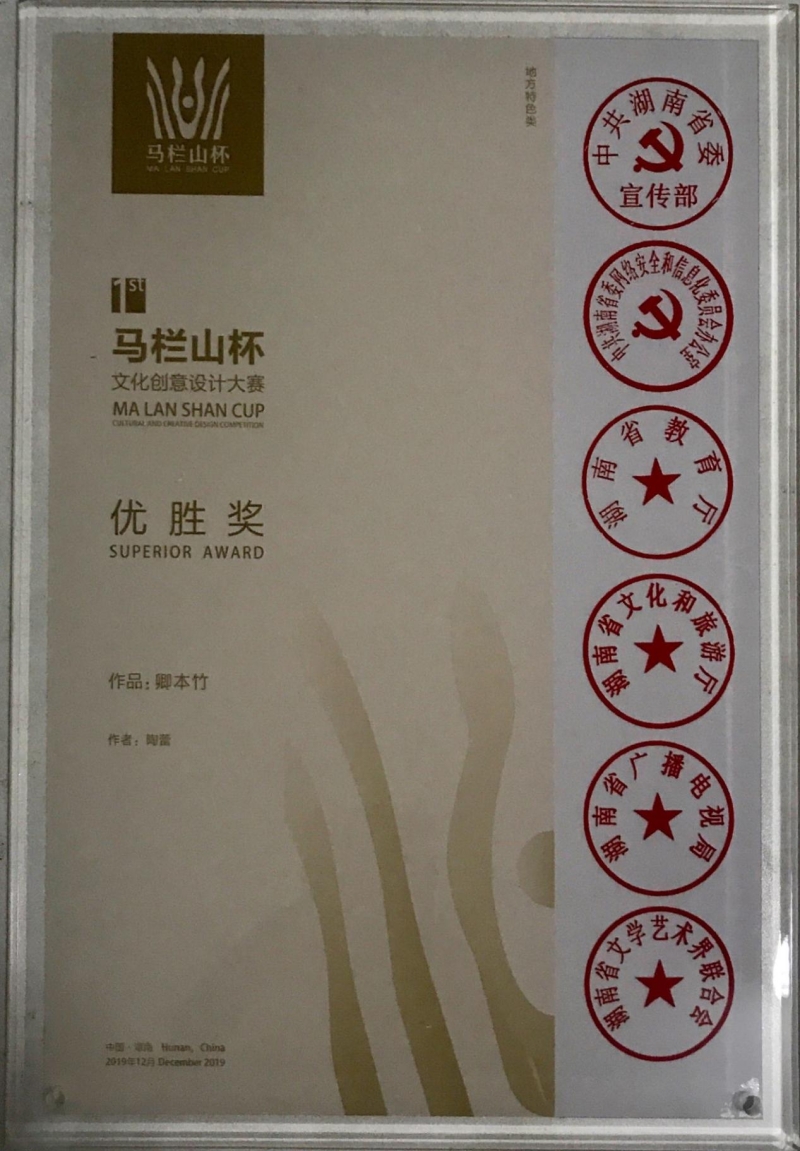 马栏山杯
MA LAN SHAN CUP
地方特色类
1st
马栏山杯
文化创意设计大赛
MA LAN SHAN CUP
CULTURAL AND CREATIVE DESIGN COMPETITION
优胜奖
SUPERIOR AWARD
作品：卿本竹
作者：陶蕾
中国·湖南 Hunan, China
2019年12月 December 2019
中共湖南省委
宣传部
中共湖南省委网络安全和信息化委员会办公室
湖南省教育厅
湖南省文化和旅游厅
湖南省广播电视局
湖南省文学艺术界联合会